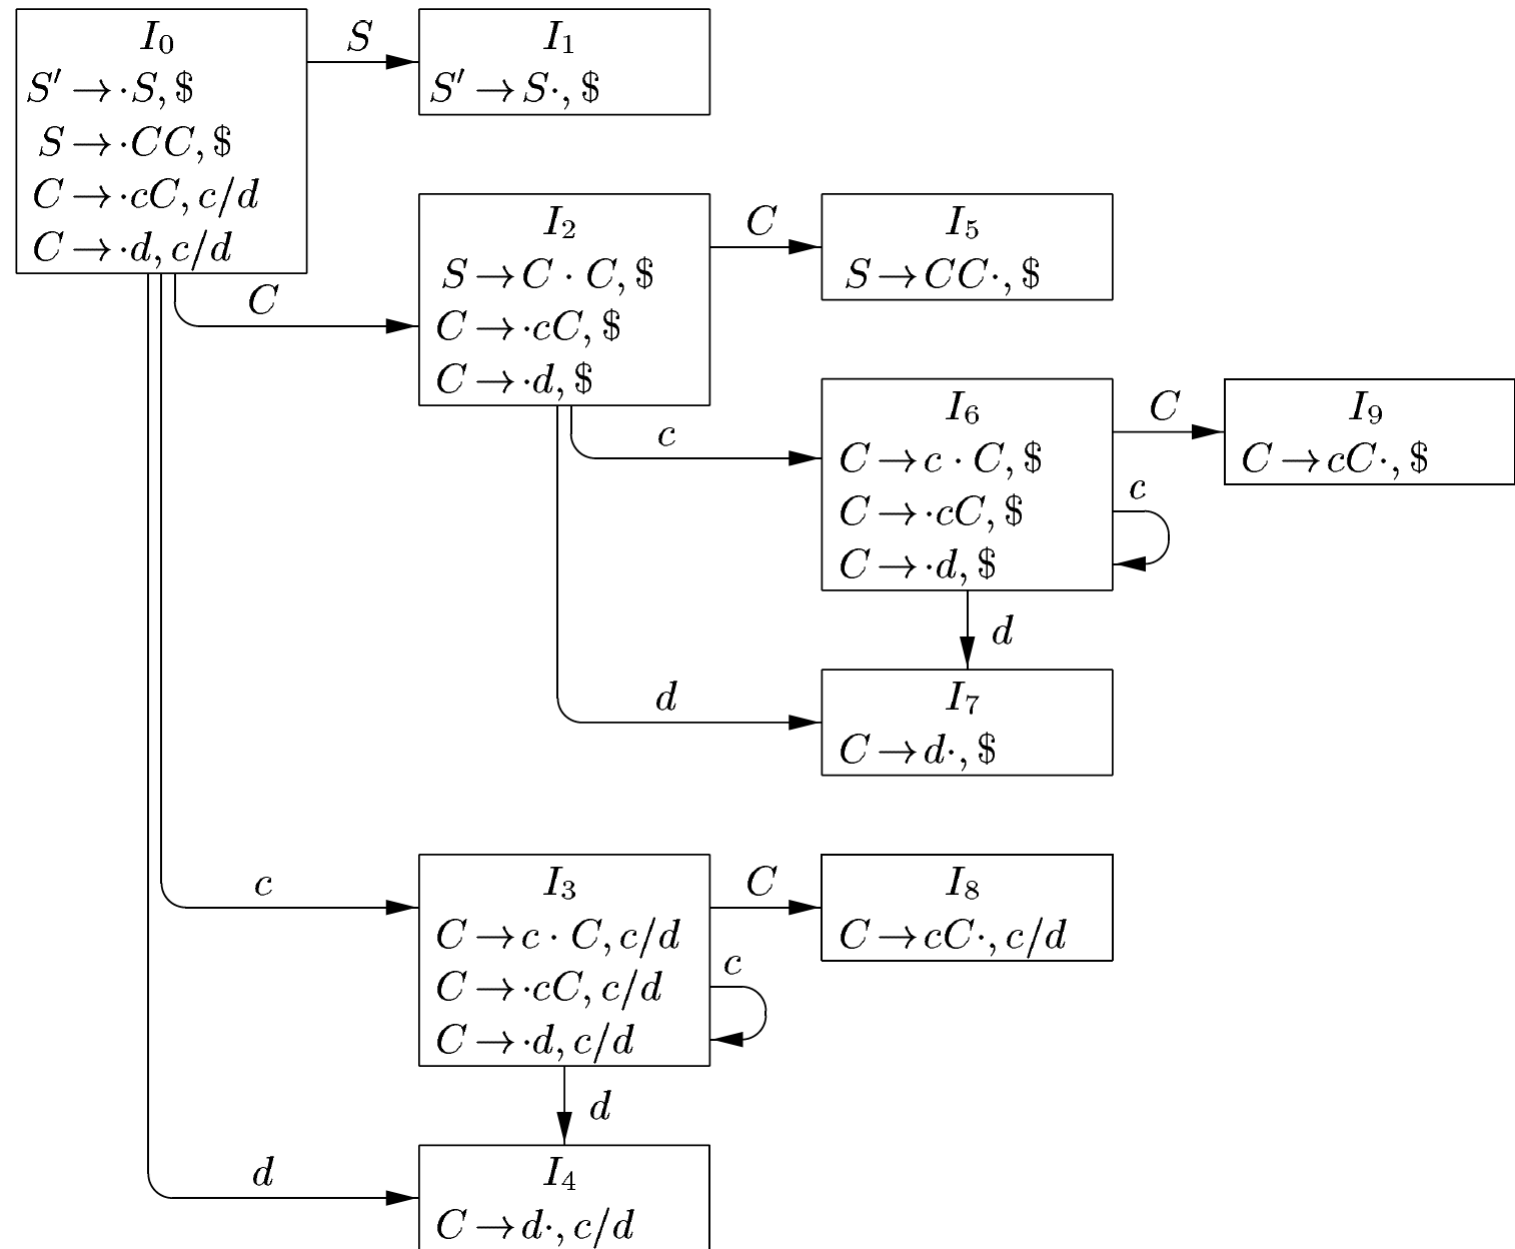 I₀
S′ → ·S, $
S → ·CC, $
C → ·cC, c/d
C → ·d, c/d
S
I₁
S′ → S·, $
C
I₂
S → C · C, $
C → ·cC, $
C → ·d, $
C
I₅
S → CC·, $
c
I₆
C → c · C, $
C → ·cC, $
C → ·d, $
C
I₉
C → cC·, $
c
d
d
I₇
C → d·, $
c
I₃
C → c · C, c/d
C → ·cC, c/d
C → ·d, c/d
C
I₈
C → cC·, c/d
c
d
d
I₄
C → d·, c/d